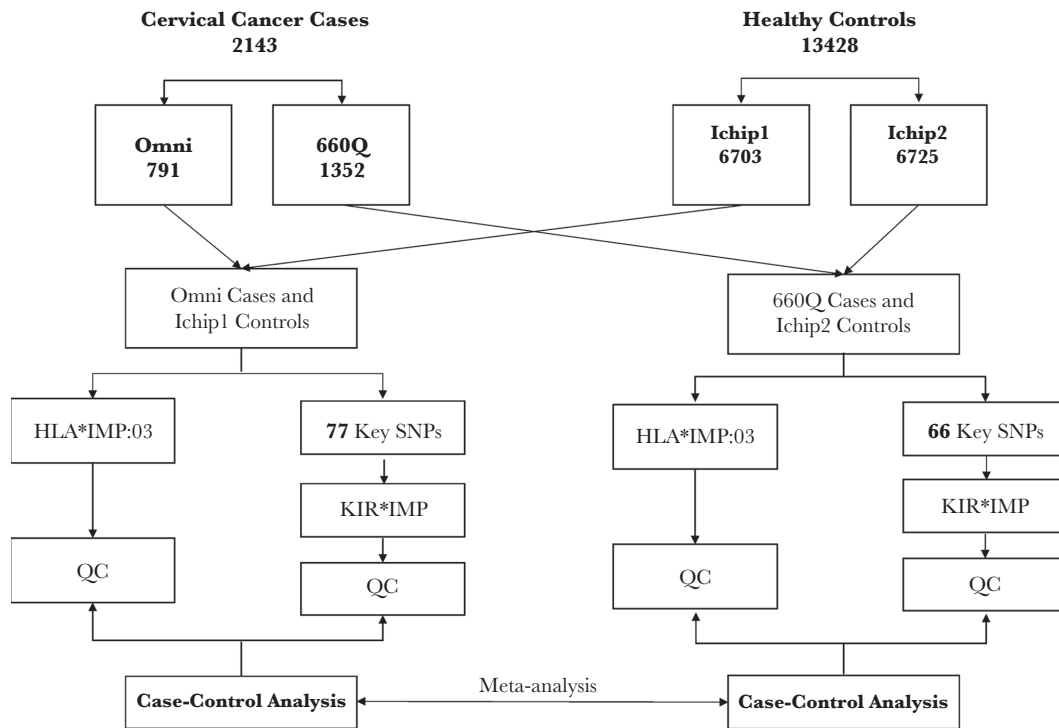 Cervical Cancer Cases
2143
Healthy Controls
13428
Omni
791
660Q
1352
Ichip1
6703
Ichip2
6725
Omni Cases and
Ichip1 Controls
660Q Cases and
Ichip2 Controls
HLA*IMP:03
77 Key SNPs
HLA*IMP:03
66 Key SNPs
KIR*IMP
KIR*IMP
QC
QC
QC
QC
Case-Control Analysis
Meta-analysis
Case-Control Analysis